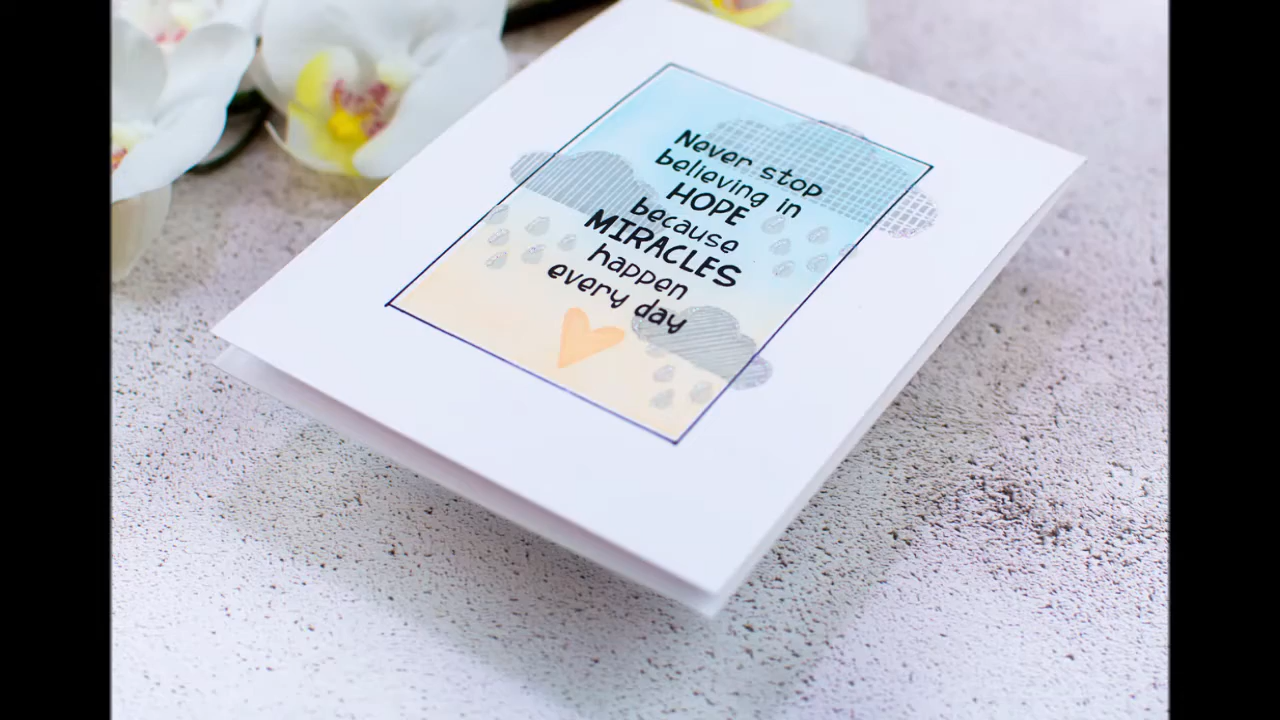 Never stop
believing in
HOPE
because
MIRACLES
happen
every day